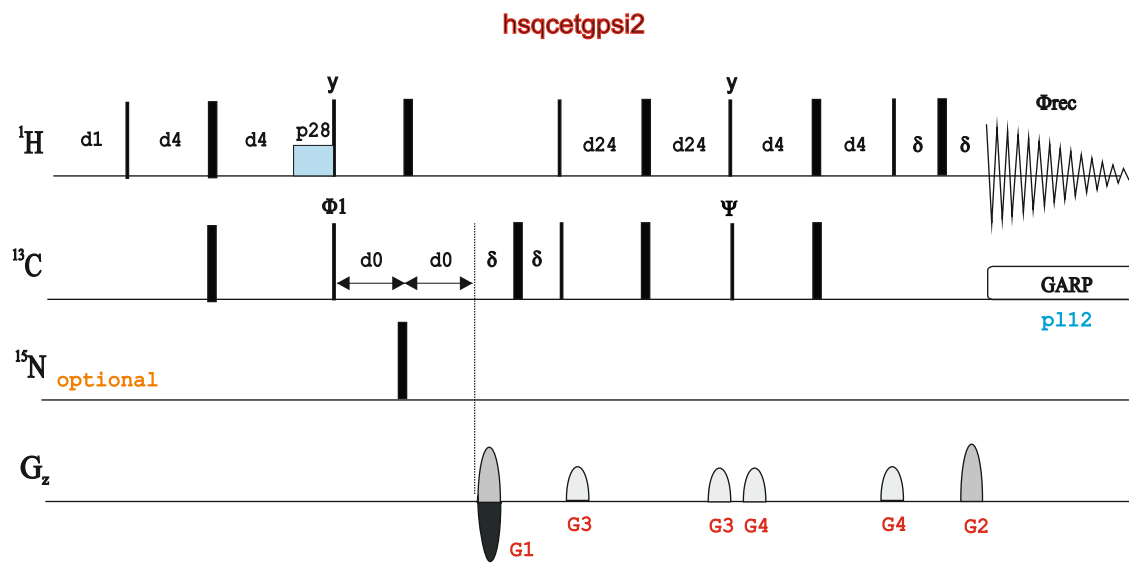 hsqcetgpsi2
y y
Φrec
¹H d1 d4 d4 p28 d24 d24 d4 d4 δ δ
Φ1 Ψ
¹³C d0 d0 δ δ GARP
pl12
¹⁵N optional
G_z
G1 G3 G3 G4 G4 G2